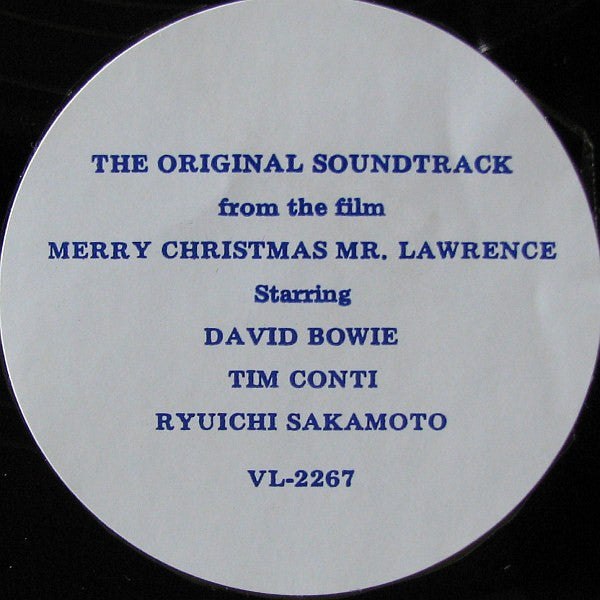 THE ORIGINAL SOUNDTRACK
from the film
MERRY CHRISTMAS MR. LAWRENCE
Starring
DAVID BOWIE
TIM CONTI
RYUICHI SAKAMOTO
VL-2267